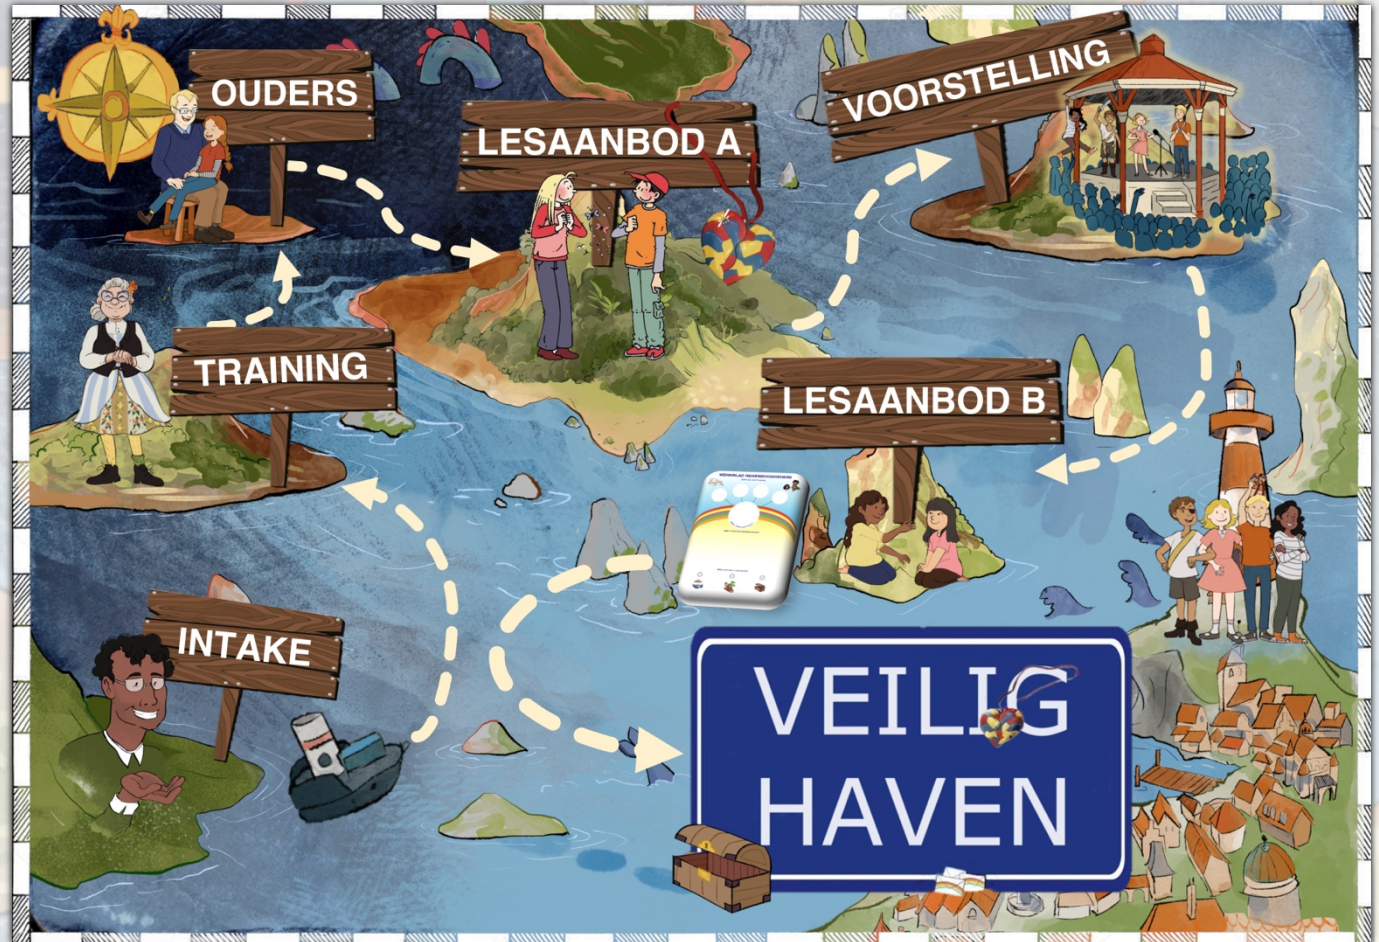 OUDERS
LESAANBOD A
VOORSTELLING
TRAINING
LESAANBOD B
INTAKE
VEILIG
HAVEN